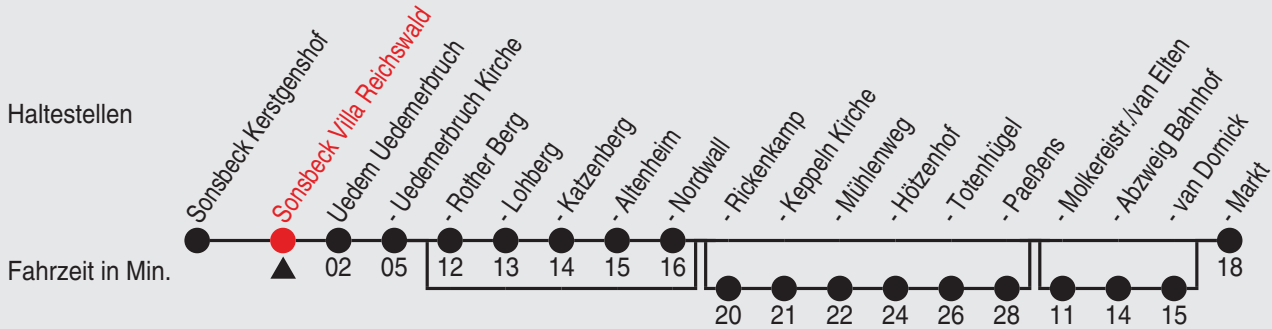 Haltestellen
Sonsbeck Kerstgenshof
Sonsbeck Villa Reichswald
Uedem Uedemerbruch
- Uedemerbruch Kirche
- Rother Berg
- Lohberg
- Katzenberg
- Altenheim
- Nordwall
- Rickenkamp
- Keppeln Kirche
- Mühlenweg
- Hötzenhof
- Totenhügel
- Paeßens
- Molkereistr./van Elten
- Abzweig Bahnhof
- van Dornick
- Markt
Fahrzeit in Min.
02 05 12 13 14 15 16 18
20 21 22 24 26 28 11 14 15